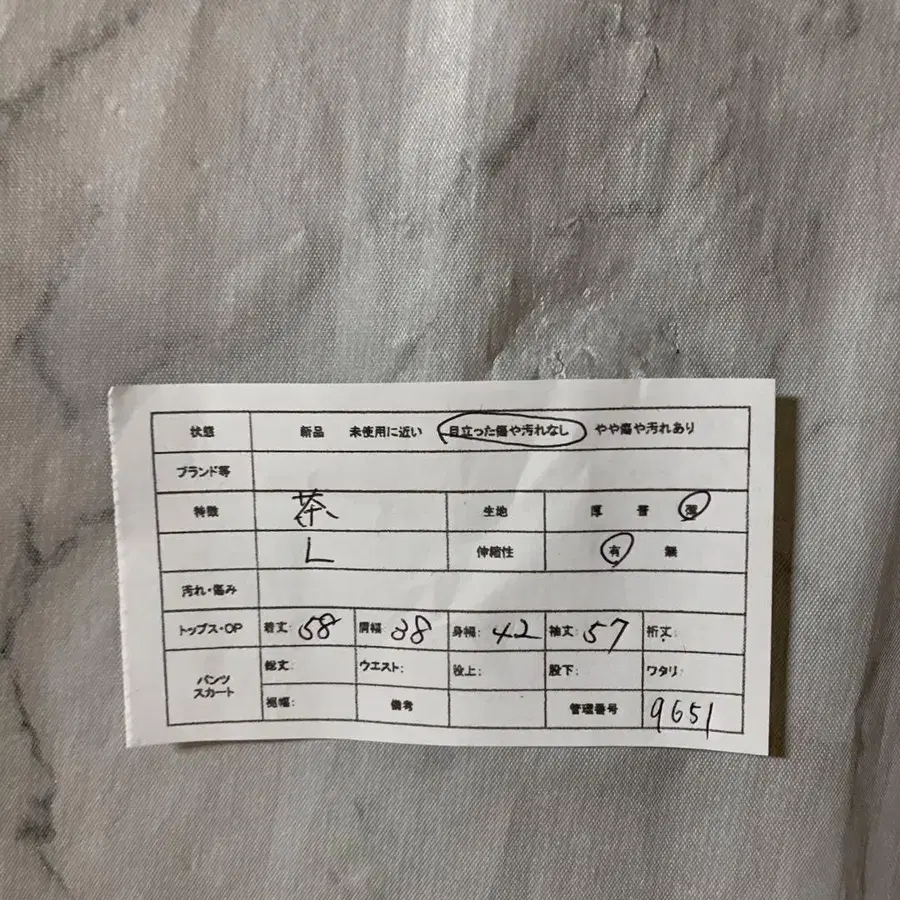 状態 新品 未使用に近い 目立った傷や汚れなし やや傷や汚れあり
ブランド等
特徴 茶、 生地 厚 普 薄
L 伸縮性 有 無
汚れ・傷み
トップス・OP 着丈: 58 肩幅: 38 身幅: 42 袖丈: 57 裄丈:
パンツ スカート 総丈: ウエスト: 股上: 股下: ワタリ:
裾幅: 備考 管理番号 9651